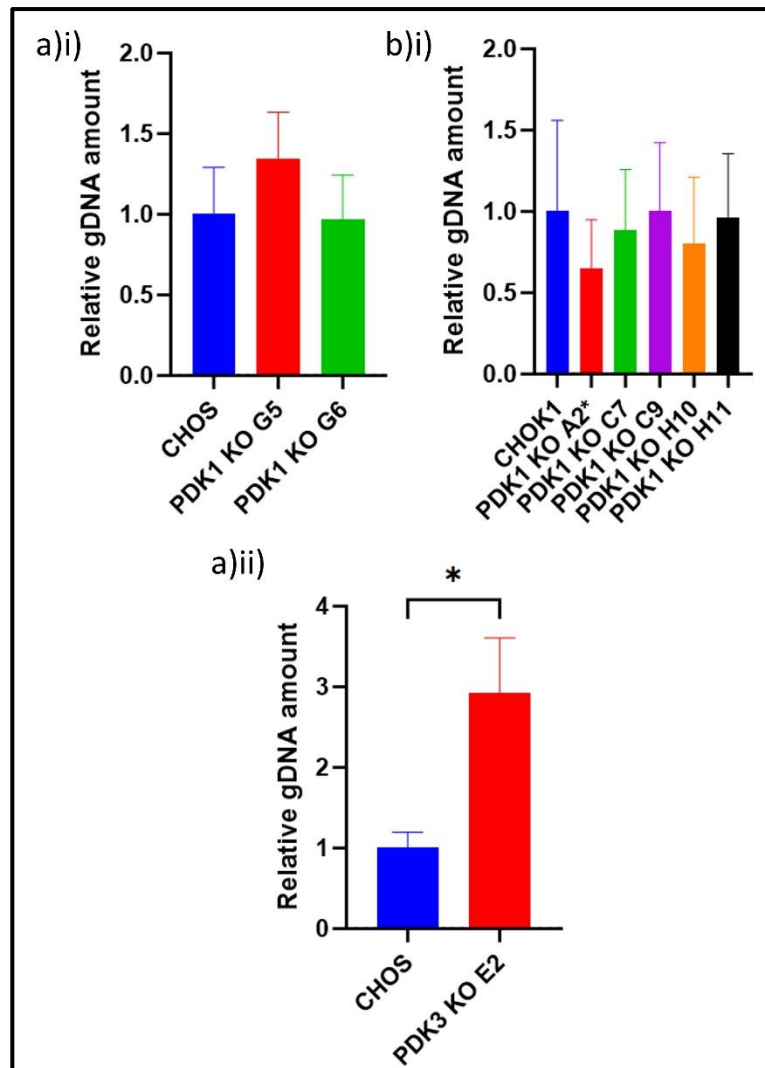 a)i)
2.0
1.5
1.0
0.5
0.0
Relative gDNA amount
CHOS
PDK1 KO G5
PDK1 KO G6
b)i)
2.0
1.5
1.0
0.5
0.0
Relative gDNA amount
CHOK1
PDK1 KO A2*
PDK1 KO C7
PDK1 KO C9
PDK1 KO H10
PDK1 KO H11
a)ii)
*
4
3
2
1
0
Relative gDNA amount
CHOS
PDK3 KO E2